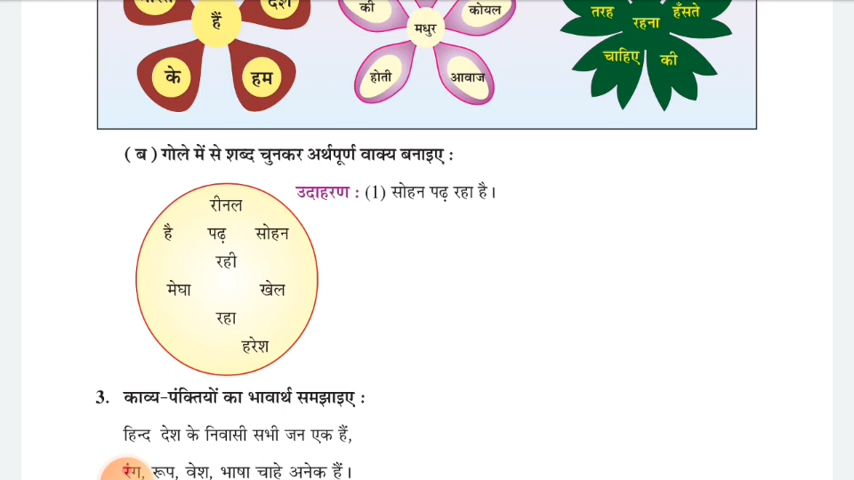 हैं
के
हम
की
कोयल
मधुर
होती
आवाज
तरह
हँसते
रहना
चाहिए
की
( ब ) गोले में से शब्द चुनकर अर्थपूर्ण वाक्य बनाइए :
उदाहरण : (1) सोहन पढ़ रहा है।
रीनल
है पढ़ सोहन
रही
मेघा खेल
रहा
हरेश
3. काव्य-पंक्तियों का भावार्थ समझाइए :
हिन्द देश के निवासी सभी जन एक हैं,
रंग, रूप, वेश, भाषा चाहे अनेक हैं।